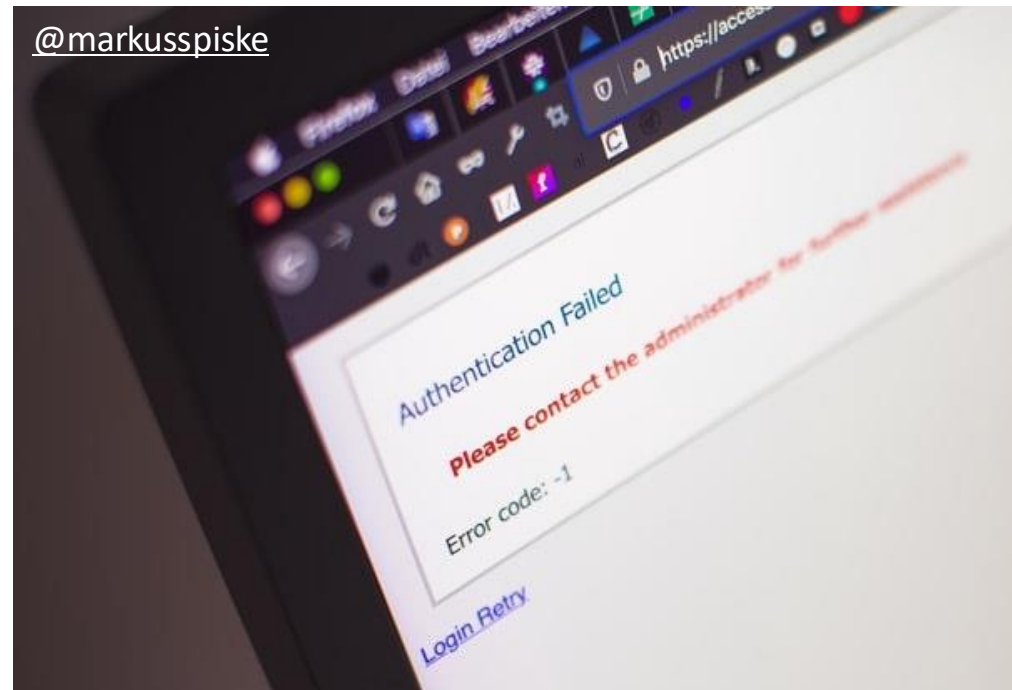 @markusspiske
Firefox Datei Bearbeiten
https://access
Authentication Failed
Please contact the administrator for further assistance
Error code: -1
Login Retry